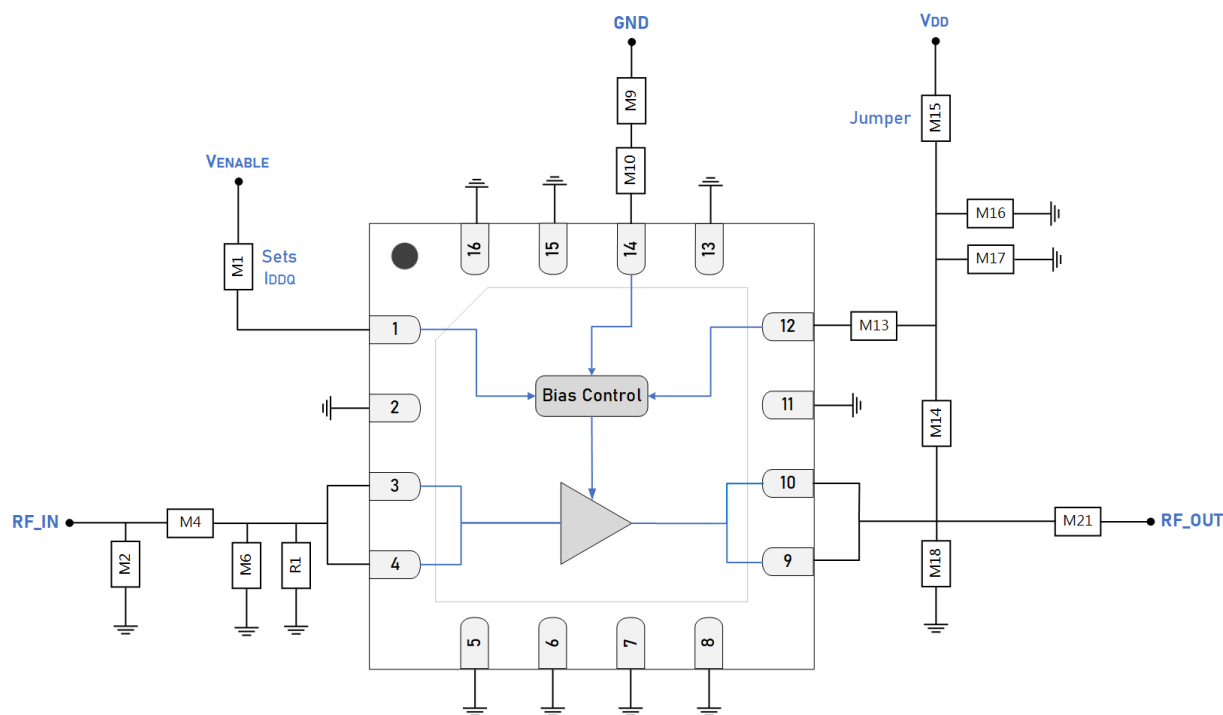 GND
VDD
M9
Jumper
M15
M10
VENABLE
M16
16
15
14
13
M1
Sets
IDDQ
M17
1
12
M13
Bias Control
2
11
M14
3
10
RF_IN
M4
M21
RF_OUT
M2
M6
R1
4
9
M18
5
6
7
8